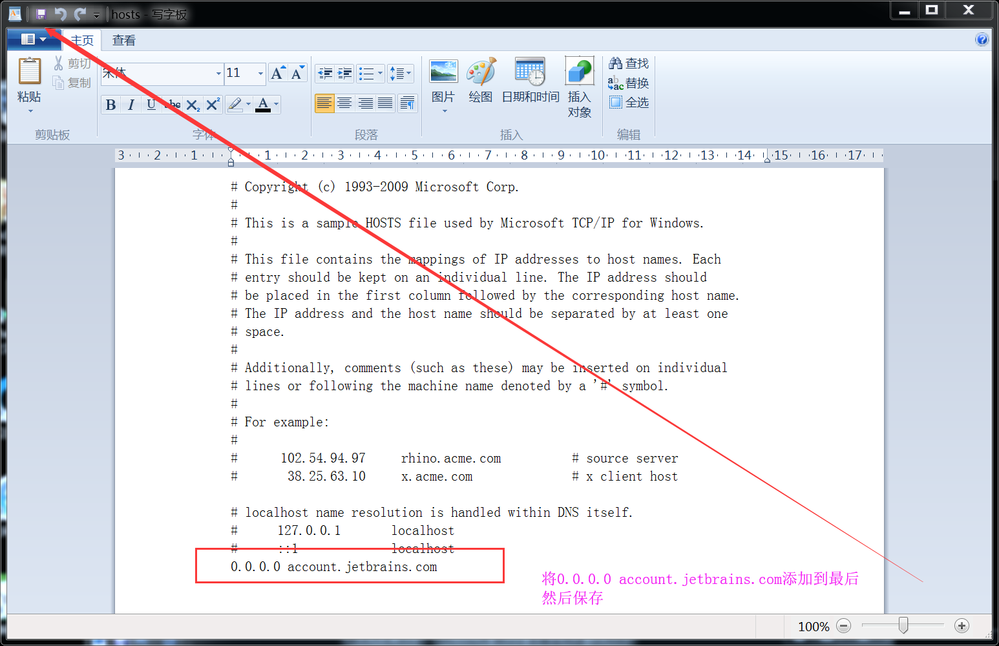 hosts - 写字板
主页 查看
粘贴
剪切
复制
剪贴板
宋体 11
B I U abc X₂ X² A
字体
段落
图片 绘图 日期和时间 插入
对象
插入
查找
替换
全选
编辑
3 2 1 1 2 3 4 5 6 7 8 9 10 11 12 13 14 15 16 17
# Copyright (c) 1993-2009 Microsoft Corp.
#
# This is a sample HOSTS file used by Microsoft TCP/IP for Windows.
#
# This file contains the mappings of IP addresses to host names. Each
# entry should be kept on an individual line. The IP address should
# be placed in the first column followed by the corresponding host name.
# The IP address and the host name should be separated by at least one
# space.
#
# Additionally, comments (such as these) may be inserted on individual
# lines or following the machine name denoted by a '#' symbol.
#
# For example:
#
# 102.54.94.97 rhino.acme.com # source server
# 38.25.63.10 x.acme.com # x client host
# localhost name resolution is handled within DNS itself.
# 127.0.0.1 localhost
# ::1 localhost
0.0.0.0 account.jetbrains.com
将0.0.0.0 account.jetbrains.com添加到最后
然后保存
100%